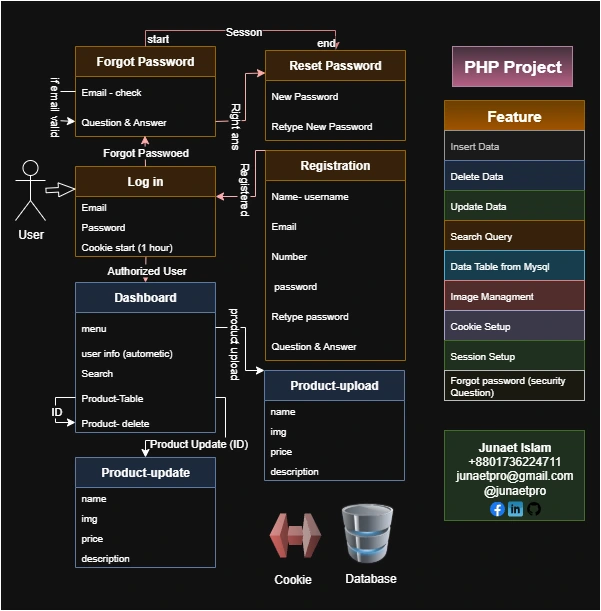 start
Sesson
end
Forgot Password
Email - check
Question & Answer
if email valid
Right ans
Reset Password
New Password
Retype New Password
PHP Project
Forgot Passwoed
Log in
Email
Password
Cookie start (1 hour)
User
Registered
Registration
Name- username
Email
Number
password
Retype password
Question & Answer
Feature
Insert Data
Delete Data
Update Data
Search Query
Data Table from Mysql
Image Managment
Cookie Setup
Session Setup
Forgot password (security
Question)
Authorized User
Dashboard
menu
user info (autometic)
Search
Product-Table
Product- delete
ID
product upload
Product-upload
name
img
price
description
Product Update (ID)
Product-update
name
img
price
description
Cookie
Database
Junaet Islam
+8801736224711
junaetpro@gmail.com
@junaetpro
in